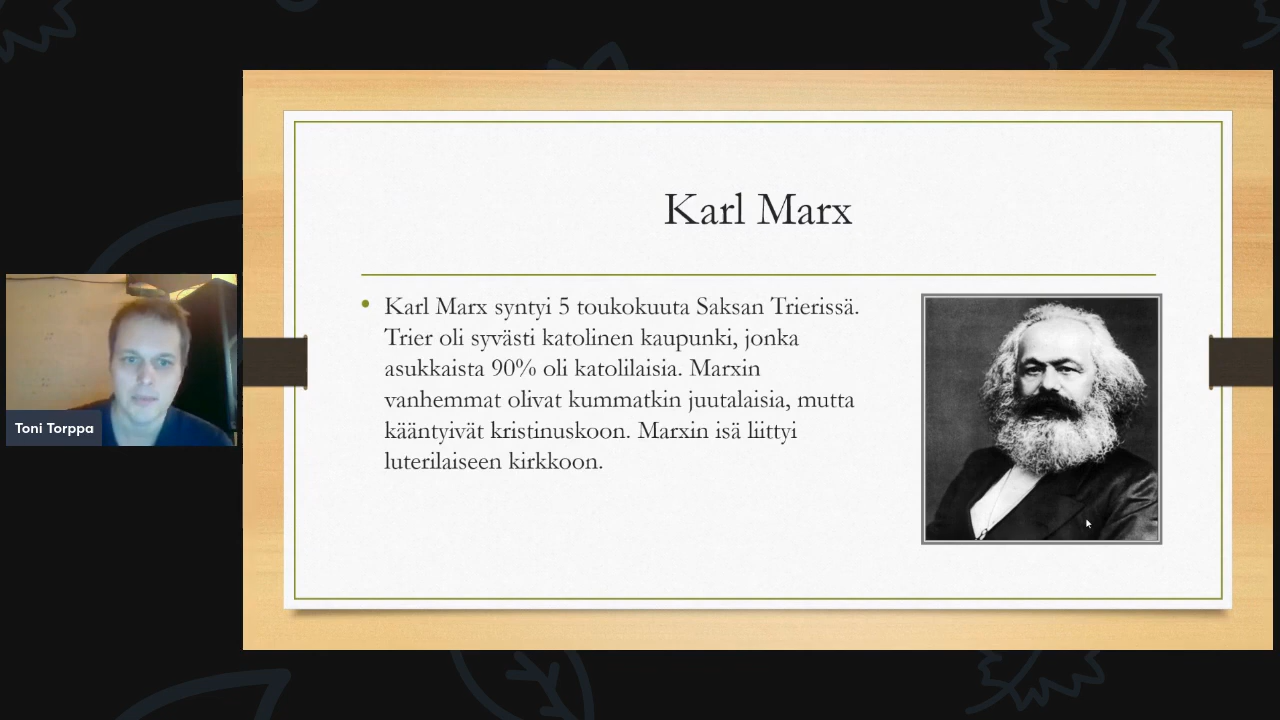 Karl Marx
Karl Marx syntyi 5 toukokuuta Saksan Trierissä.
Trier oli syvästi katolinen kaupunki, jonka
asukkaista 90% oli katolilaisia. Marxin
vanhemmat olivat kummatkin juutalaisia, mutta
kääntyivät kristinuskoon. Marxin isä liittyi
luterilaiseen kirkkoon.
Toni Torppa